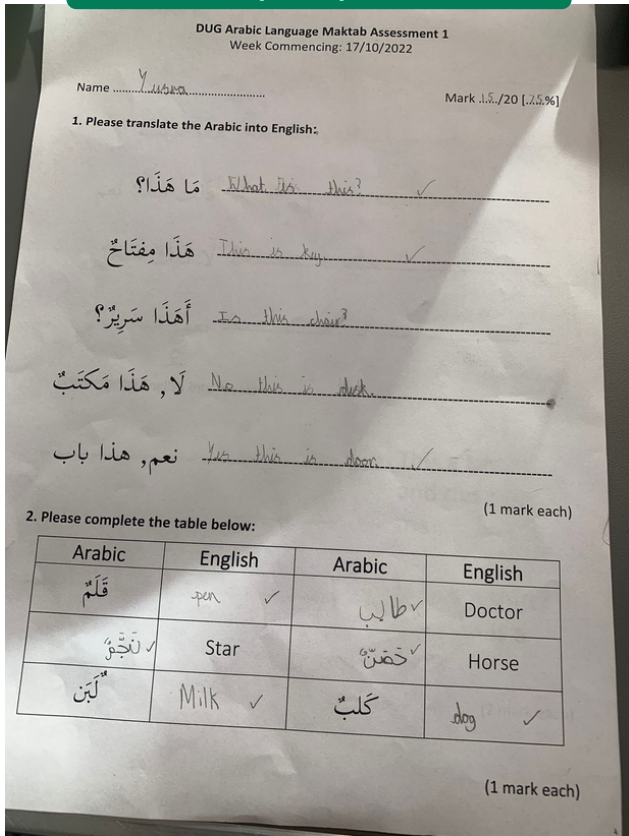 DUG Arabic Language Maktab Assessment 1
Week Commencing: 17/10/2022
Name Yusra
Mark .15./20 [.75.%]
1. Please translate the Arabic into English:
مَا هَذَا؟ What is this?
هَذَا مِفتَاحٌ This is key
أَهَذَا سَرِيرٌ؟ Is this chair?
لَا, هَذَا مَكتَبٌ No this is desk.
نعم, هذا باب Yes this is door
(1 mark each)
2. Please complete the table below:
Arabic English Arabic English
قَلَمٌ pen طالب Doctor
نَجْمٌ Star Horse
لَبَن Milk كَلبٌ dog
(1 mark each)